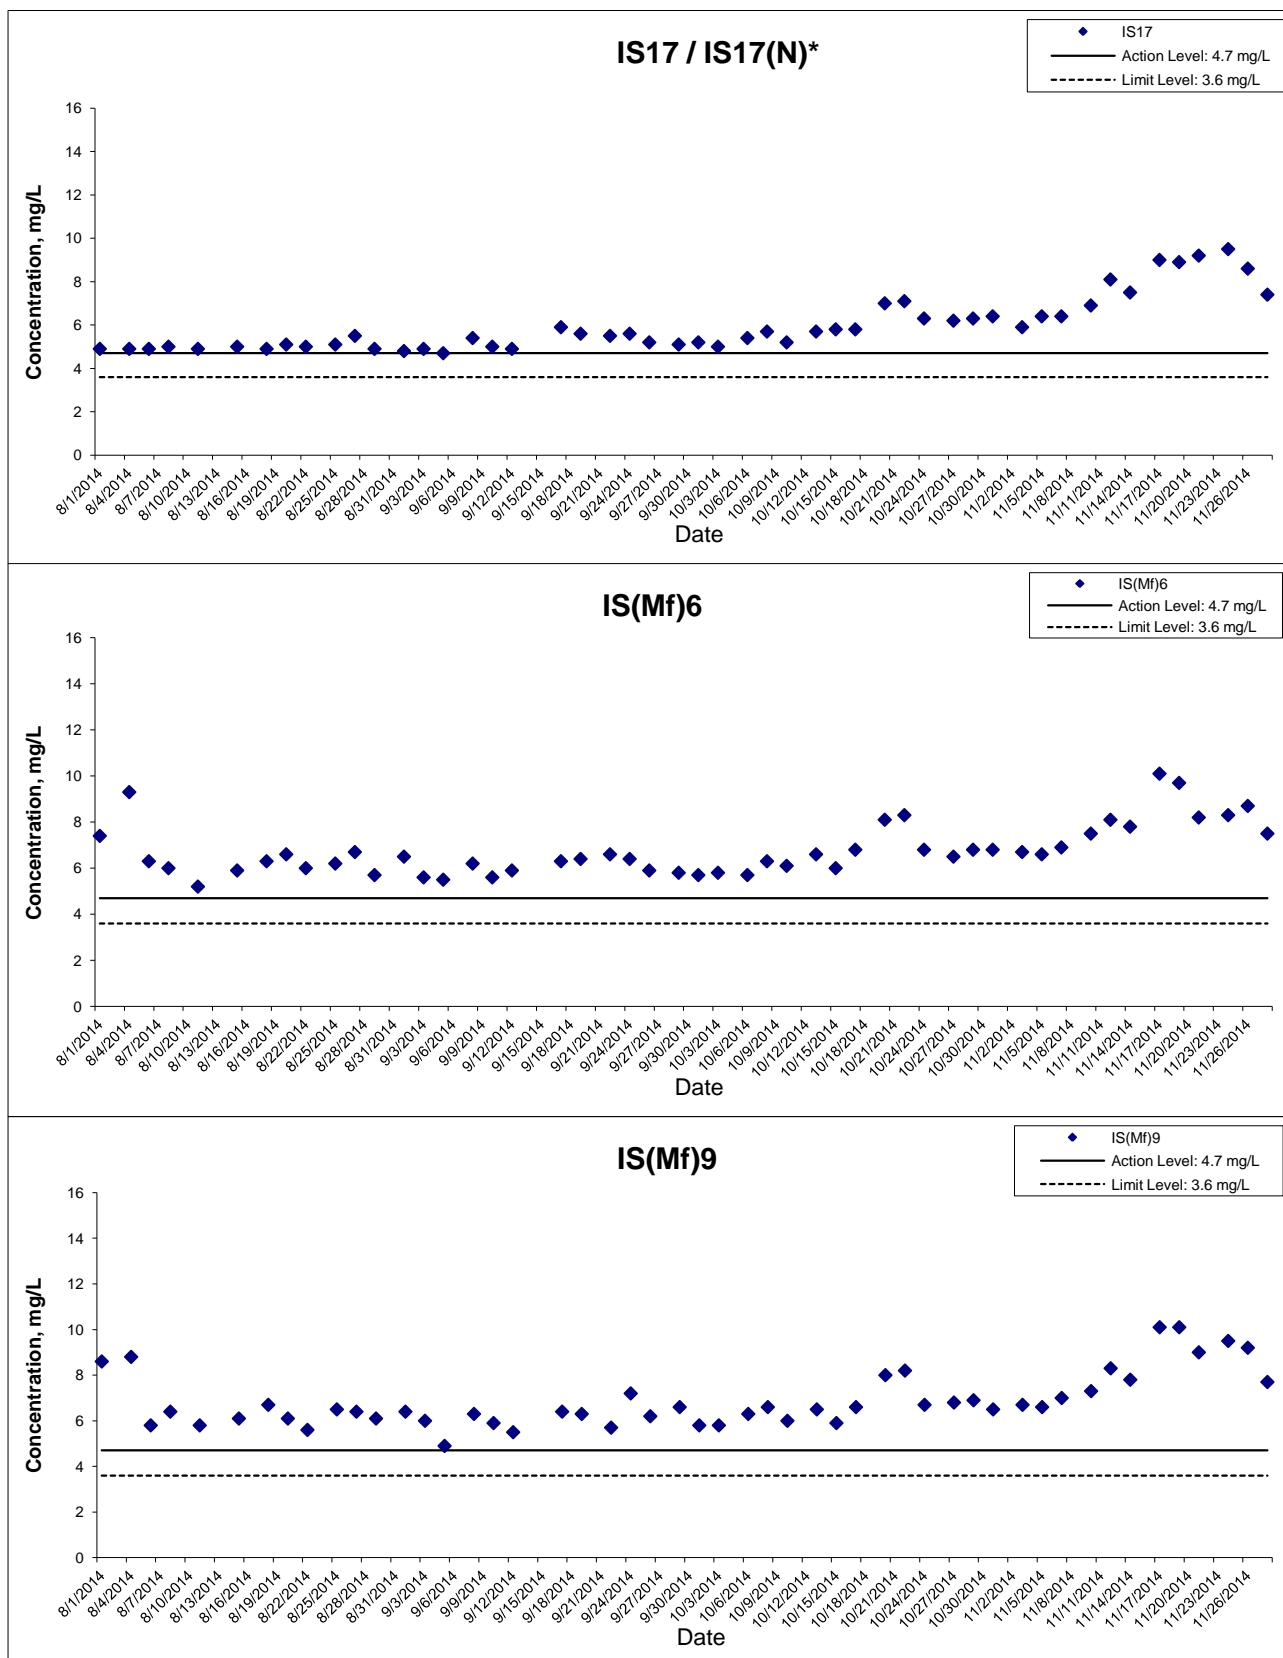 IS17 / IS17(N)*
IS17
Action Level: 4.7 mg/L
Limit Level: 3.6 mg/L
Concentration, mg/L
16
14
12
10
8
6
4
2
0
8/1/2014 8/4/2014 8/7/2014 8/10/2014 8/13/2014 8/16/2014 8/19/2014 8/22/2014 8/25/2014 8/28/2014 8/31/2014 9/3/2014 9/6/2014 9/9/2014 9/12/2014 9/15/2014 9/18/2014 9/21/2014 9/24/2014 9/27/2014 9/30/2014 10/3/2014 10/6/2014 10/9/2014 10/12/2014 10/15/2014 10/18/2014 10/21/2014 10/24/2014 10/27/2014 10/30/2014 11/2/2014 11/5/2014 11/8/2014 11/11/2014 11/14/2014 11/17/2014 11/20/2014 11/23/2014 11/26/2014
Date
IS(Mf)6
IS(Mf)6
Action Level: 4.7 mg/L
Limit Level: 3.6 mg/L
Concentration, mg/L
16
14
12
10
8
6
4
2
0
8/1/2014 8/4/2014 8/7/2014 8/10/2014 8/13/2014 8/16/2014 8/19/2014 8/22/2014 8/25/2014 8/28/2014 8/31/2014 9/3/2014 9/6/2014 9/9/2014 9/12/2014 9/15/2014 9/18/2014 9/21/2014 9/24/2014 9/27/2014 9/30/2014 10/3/2014 10/6/2014 10/9/2014 10/12/2014 10/15/2014 10/18/2014 10/21/2014 10/24/2014 10/27/2014 10/30/2014 11/2/2014 11/5/2014 11/8/2014 11/11/2014 11/14/2014 11/17/2014 11/20/2014 11/23/2014 11/26/2014
Date
IS(Mf)9
IS(Mf)9
Action Level: 4.7 mg/L
Limit Level: 3.6 mg/L
Concentration, mg/L
16
14
12
10
8
6
4
2
0
8/1/2014 8/4/2014 8/7/2014 8/10/2014 8/13/2014 8/16/2014 8/19/2014 8/22/2014 8/25/2014 8/28/2014 8/31/2014 9/3/2014 9/6/2014 9/9/2014 9/12/2014 9/15/2014 9/18/2014 9/21/2014 9/24/2014 9/27/2014 9/30/2014 10/3/2014 10/6/2014 10/9/2014 10/12/2014 10/15/2014 10/18/2014 10/21/2014 10/24/2014 10/27/2014 10/30/2014 11/2/2014 11/5/2014 11/8/2014 11/11/2014 11/14/2014 11/17/2014 11/20/2014 11/23/2014 11/26/2014
Date